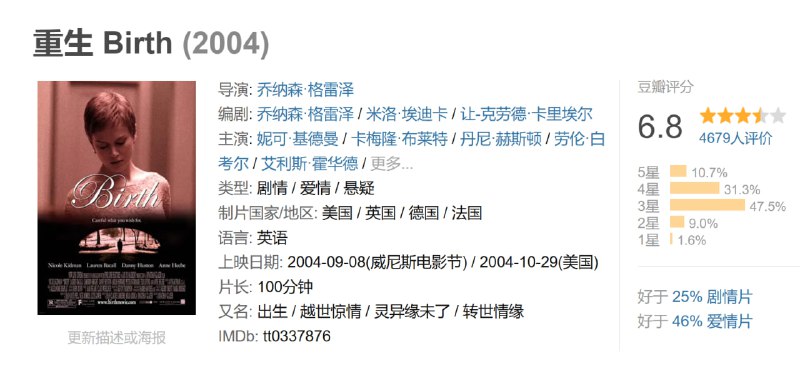 重生 Birth (2004)
Birth
Careful what you wish for.
Nicole Kidman Lauren Bacall Danny Huston Anne Heche
www.birthmovie.com
更新描述或海报
导演: 乔纳森·格雷泽
编剧: 乔纳森·格雷泽 / 米洛·埃迪卡 / 让-克劳德·卡里埃尔
主演: 妮可·基德曼 / 卡梅隆·布莱特 / 丹尼·赫斯顿 / 劳伦·白
考尔 / 艾利斯·霍华德 / 更多...
类型: 剧情 / 爱情 / 悬疑
制片国家/地区: 美国 / 英国 / 德国 / 法国
语言: 英语
上映日期: 2004-09-08(威尼斯电影节) / 2004-10-29(美国)
片长: 100分钟
又名: 出生 / 越世惊情 / 灵异缘未了 / 转世情缘
IMDb: tt0337876
豆瓣评分
6.8
4679人评价
5星 10.7%
4星 31.3%
3星 47.5%
2星 9.0%
1星 1.6%
好于 25% 剧情片
好于 46% 爱情片